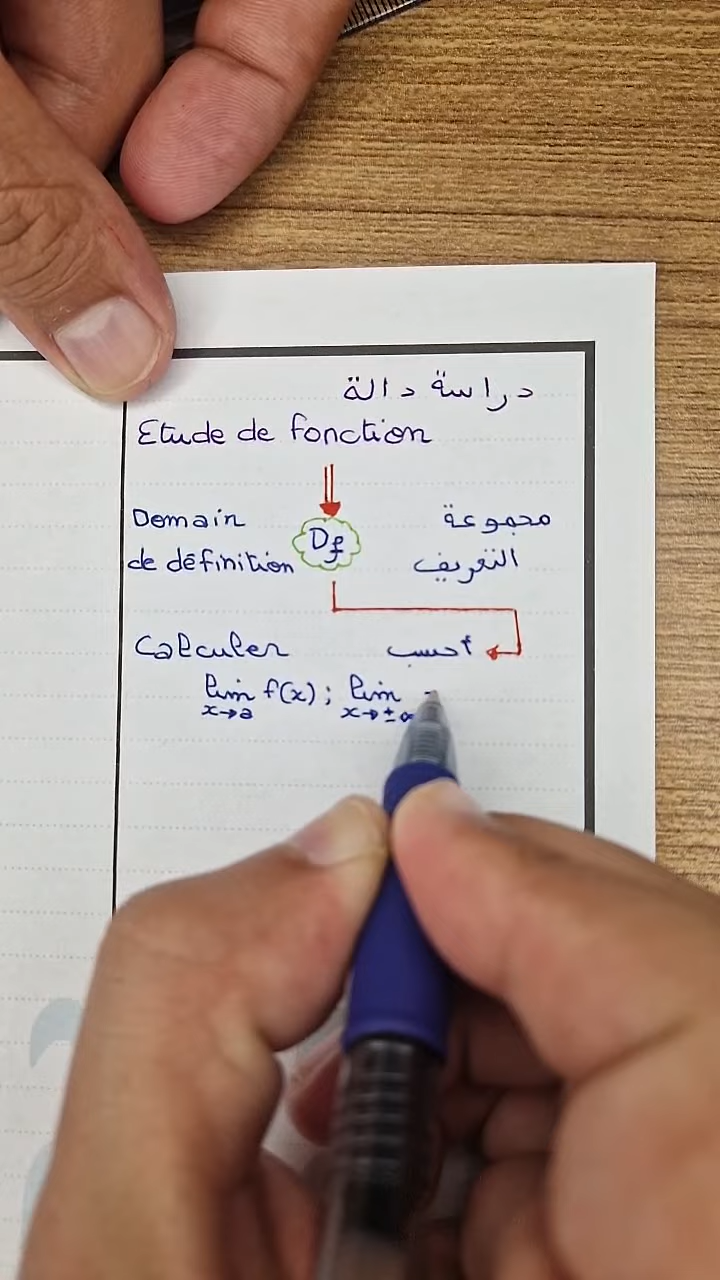 دراسة دالة
Etude de fonction
Domain Df مجموعة
de définition التعريف
Calculer أحسب
lim f(x) ; lim
x→a x→±∞